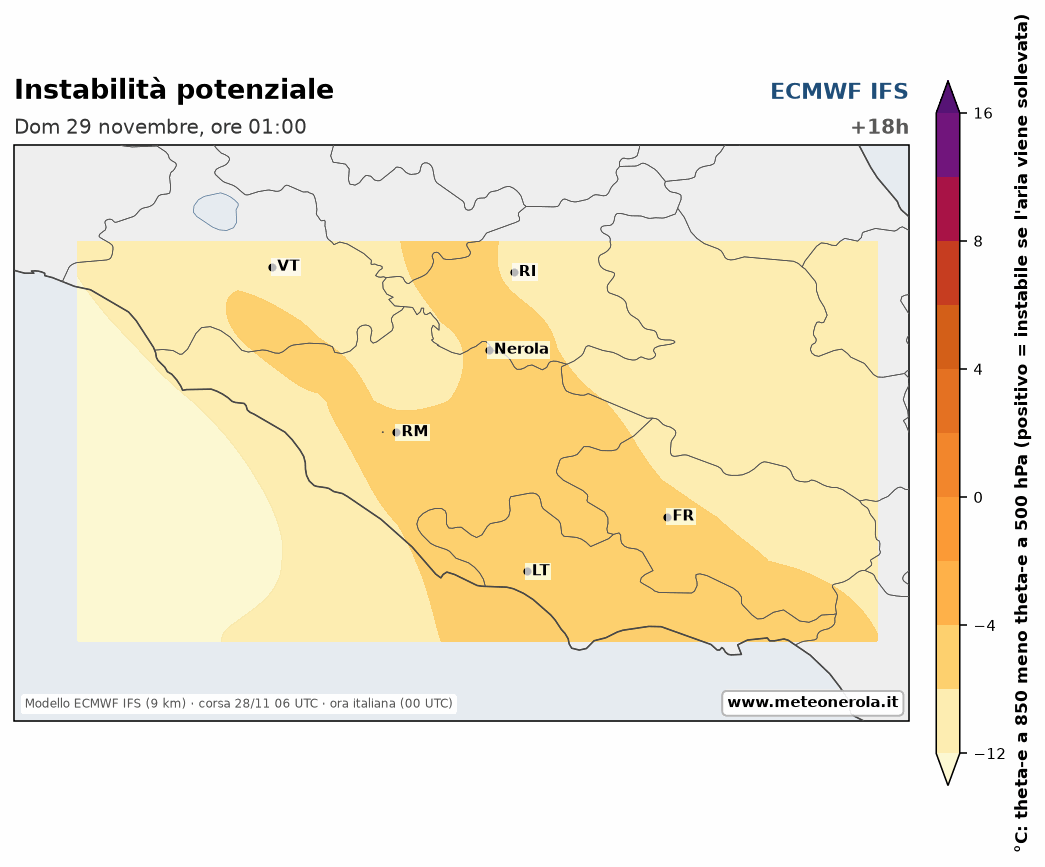 Instabilità potenziale
ECMWF IFS
Dom 29 novembre, ore 01:00
+18h
VT
RI
Nerola
RM
FR
LT
Modello ECMWF IFS (9 km) · corsa 28/11 06 UTC · ora italiana (00 UTC)
www.meteonerola.it
16
8
4
0
−4
−12
°C: theta-e a 850 meno theta-e a 500 hPa (positivo = instabile se l'aria viene sollevata)